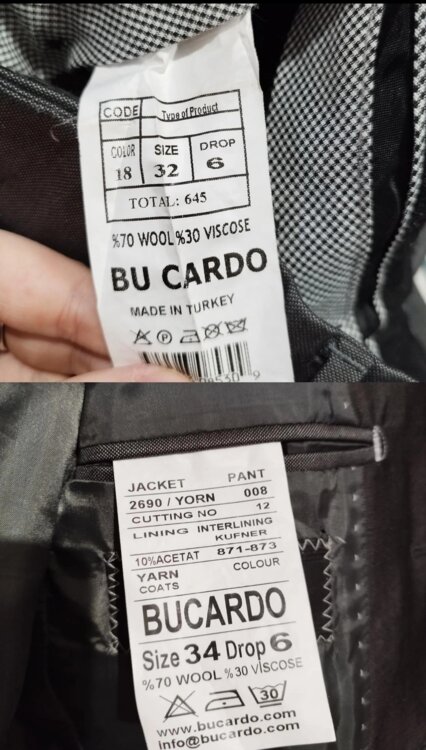 CODE Type of Product
COLOR SIZE DROP
18 32 6
TOTAL: 645
%70 WOOL %30 VISCOSE
BU CARDO
MADE IN TURKEY
P
9
JACKET PANT
2690 / YORN 008
CUTTING NO 12
LINING INTERLINING
KUFNER
10%ACETAT 871-873
YARN COLOUR
COATS
BUCARDO
Size 34 Drop 6
%70 WOOL %30 VISCOSE
30
www.bucardo.com
info@bucardo.com